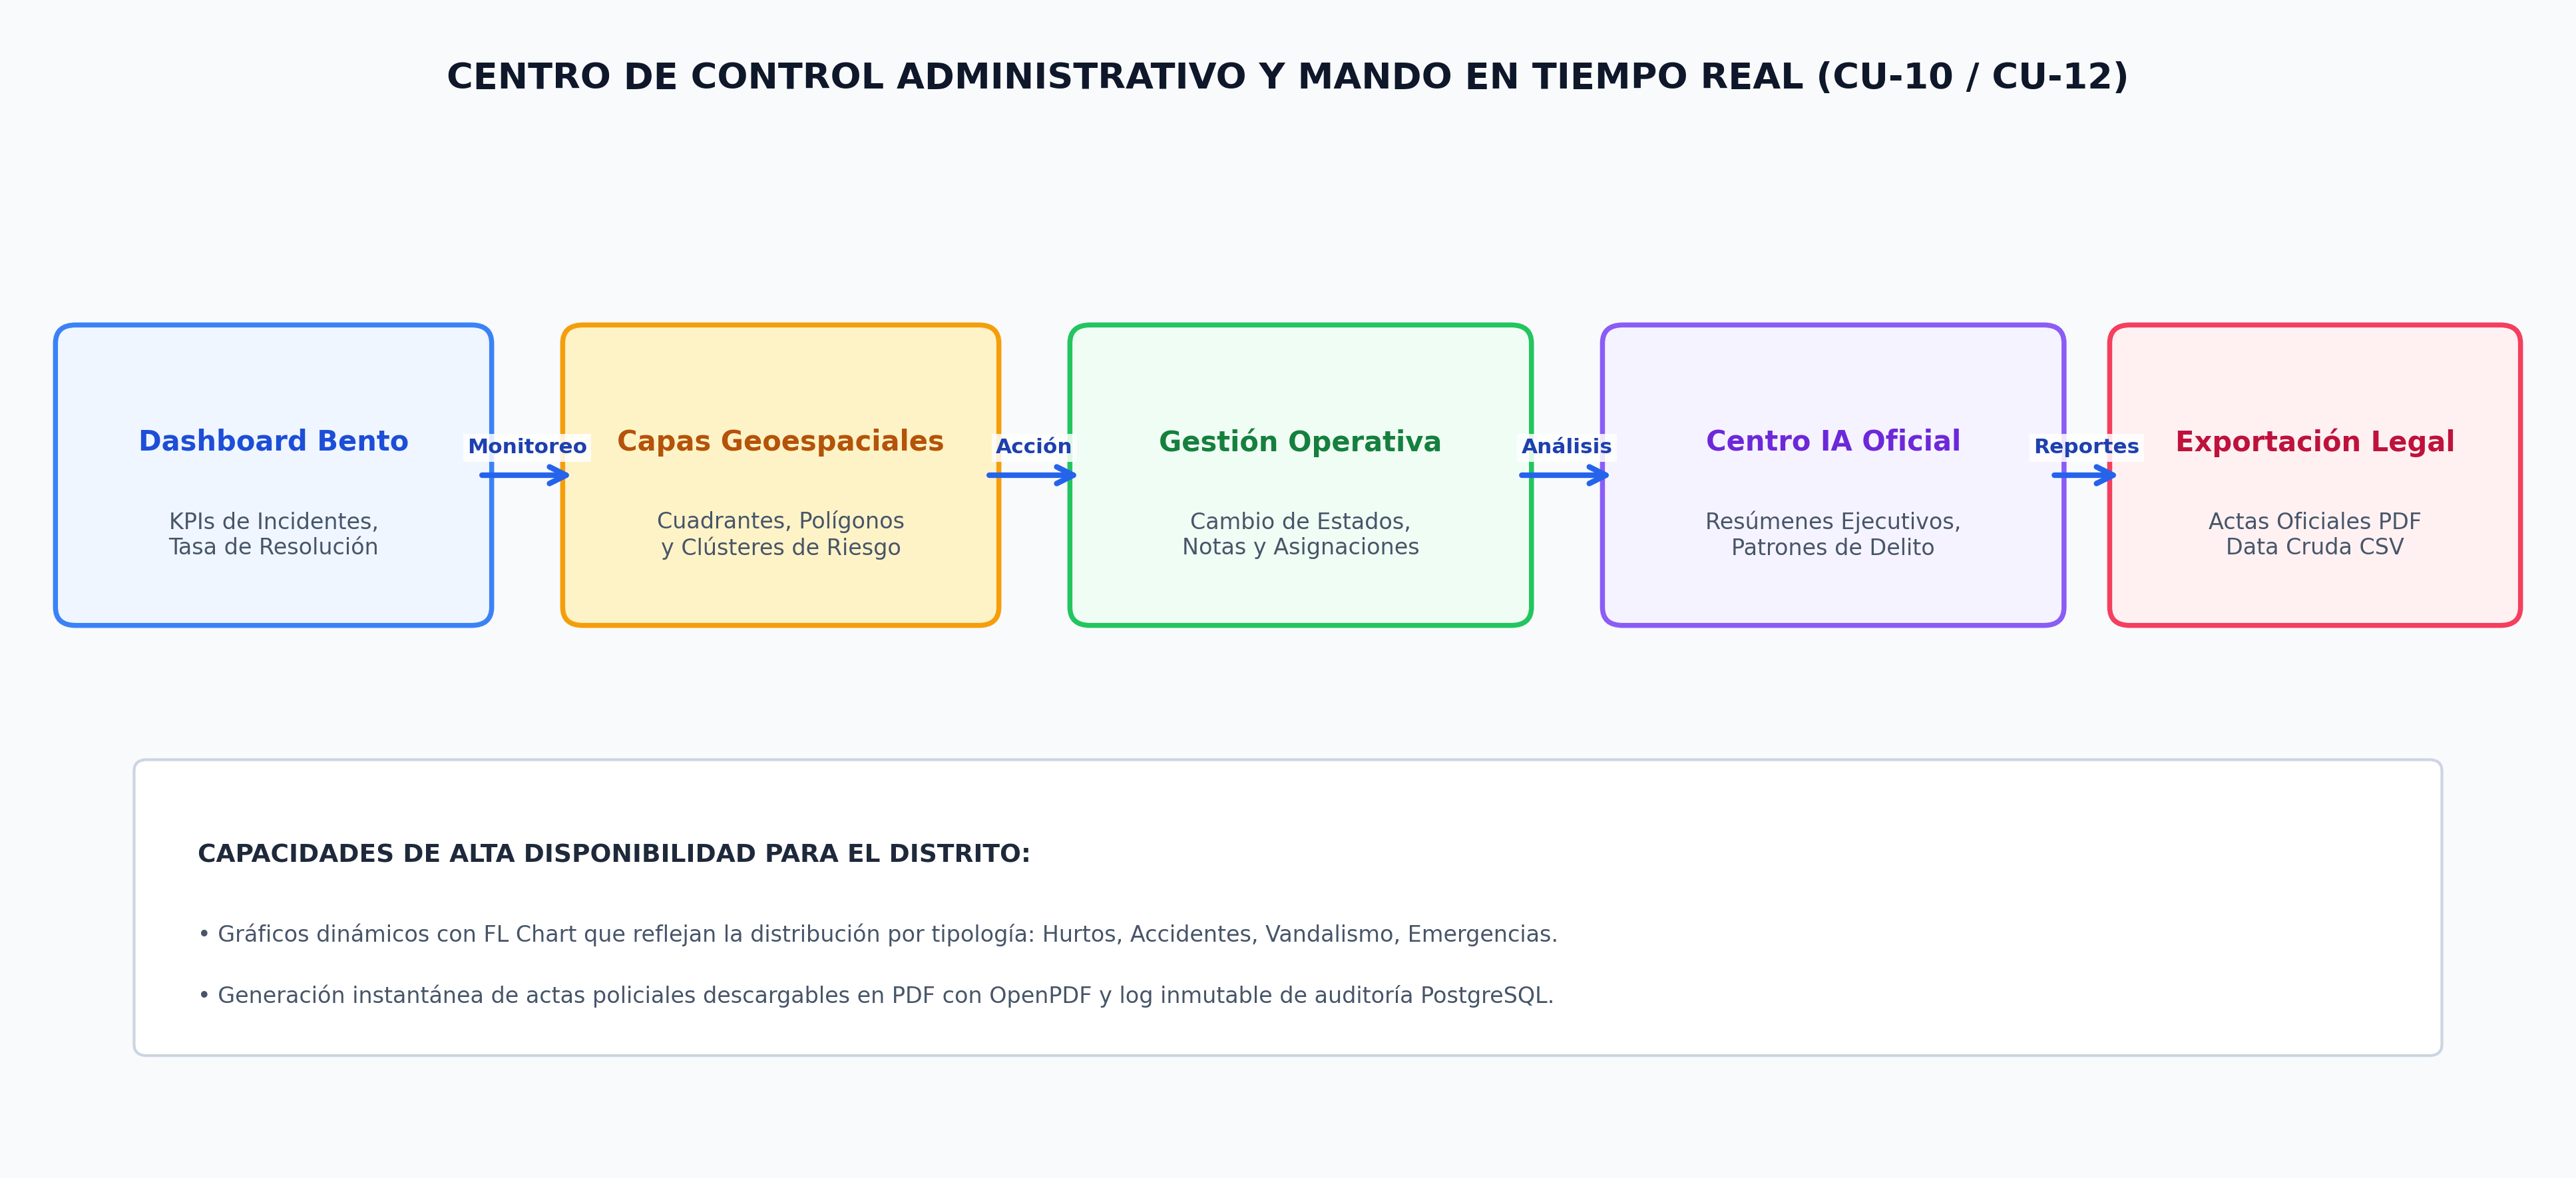 CENTRO DE CONTROL ADMINISTRATIVO Y MANDO EN TIEMPO REAL (CU-10 / CU-12)
Dashboard Bento
KPIs de Incidentes,
Tasa de Resolución
Monitoreo
Capas Geoespaciales
Cuadrantes, Polígonos
y Clústeres de Riesgo
Acción
Gestión Operativa
Cambio de Estados,
Notas y Asignaciones
Análisis
Centro IA Oficial
Resúmenes Ejecutivos,
Patrones de Delito
Reportes
Exportación Legal
Actas Oficiales PDF
Data Cruda CSV
CAPACIDADES DE ALTA DISPONIBILIDAD PARA EL DISTRITO:
• Gráficos dinámicos con FL Chart que reflejan la distribución por tipología: Hurtos, Accidentes, Vandalismo, Emergencias.
• Generación instantánea de actas policiales descargables en PDF con OpenPDF y log inmutable de auditoría PostgreSQL.